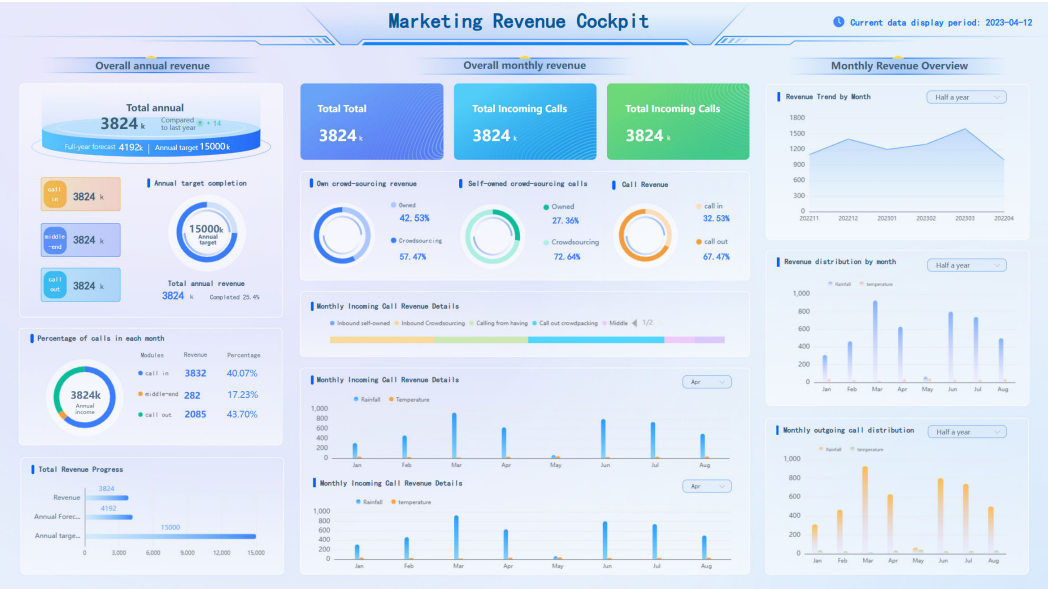 Marketing Revenue Cockpit
Current data display period: 2023-04-12
Overall annual revenue
Total annual
3824 k
Compared
to last year
+ 14
Full-year forecast 4192k | Annual target 15000k
call
in
3824 k
middle
-end
3824 k
call
out
3824 k
Annual target completion
15000k
Annual
target
Total annual revenue
3824 k
Completed 25.4%
Percentage of calls in each month
3824k
Annual
income
Modules Revenue Percentage
call in 3832 40.07%
middle-end 282 17.23%
call out 2085 43.70%
Total Revenue Progress
Revenue
3824
Annual Forec...
4192
Annual targe...
15000
0 3,000 6,000 9,000 12,000 15,000
Overall monthly revenue
Total Total
3824 k
Total Incoming Calls
3824 k
Total Incoming Calls
3824 k
Own crowd-sourcing revenue
Owned
42.53%
Crowdsourcing
57.47%
Self-owned crowd-sourcing calls
Owned
27.36%
Crowdsourcing
72.64%
Call Revenue
call in
32.53%
call out
67.47%
Monthly Incoming Call Revenue Details
Inbound self-owned Inbound Crowdsourcing Calling from having Call out crowdpacking Middle 1/2
Monthly Incoming Call Revenue Details
Apr
Rainfall Temperature
1,000
800
600
400
200
0
Jan Feb Mar Apr May Jun Jul Aug
Monthly Incoming Call Revenue Details
Apr
Rainfall temperature
1,000
800
600
400
200
0
Jan Feb Mar Apr May Jun Jul Aug
Monthly Revenue Overview
Revenue Trend by Month
Half a year
1800
1500
1200
900
600
300
0
202211 202212 202301 202302 202303 202204
Revenue distribution by month
Half a year
Rainfall temperature
1,000
800
600
400
200
0
Jan Feb Mar Apr May Jun Jul Aug
Monthly outgoing call distribution
Half a year
Rainfall temperature
1,000
800
600
400
200
0
Jan Feb Mar Apr May Jun Jul Aug